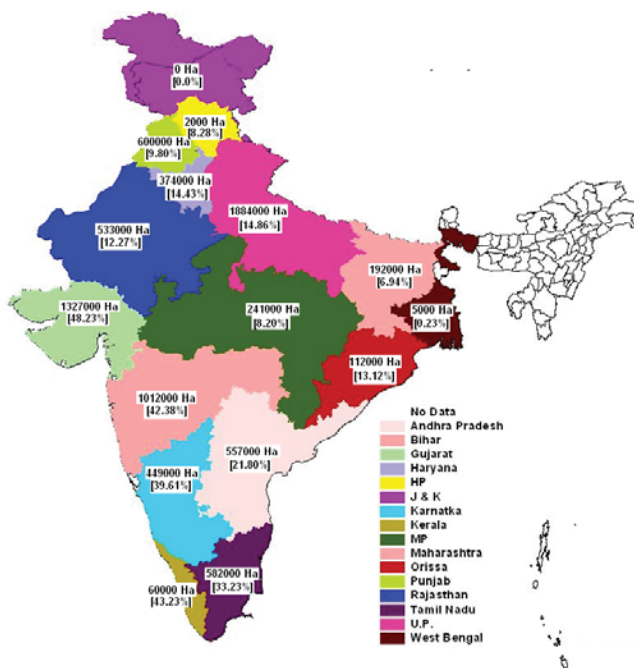 0 Ha
[0.0%]
2000 Ha
[8.28%]
600000 Ha
[9.80%]
374000 Ha
[14.43%]
1884000 Ha
[14.86%]
533000 Ha
[12.27%]
192000 Ha
[6.94%]
1327000 Ha
[48.23%]
241000 Ha
[8.20%]
5000 Ha
[0.23%]
112000 Ha
[13.12%]
1012000 Ha
[42.38%]
557000 Ha
[21.80%]
449000 Ha
[39.61%]
582000 Ha
[33.23%]
60000 Ha
[43.23%]
No Data
Andhra Pradesh
Bihar
Gujarat
Haryana
HP
J & K
Karnatka
Kerala
MP
Maharashtra
Orissa
Punjab
Rajasthan
Tamil Nadu
U.P.
West Bengal